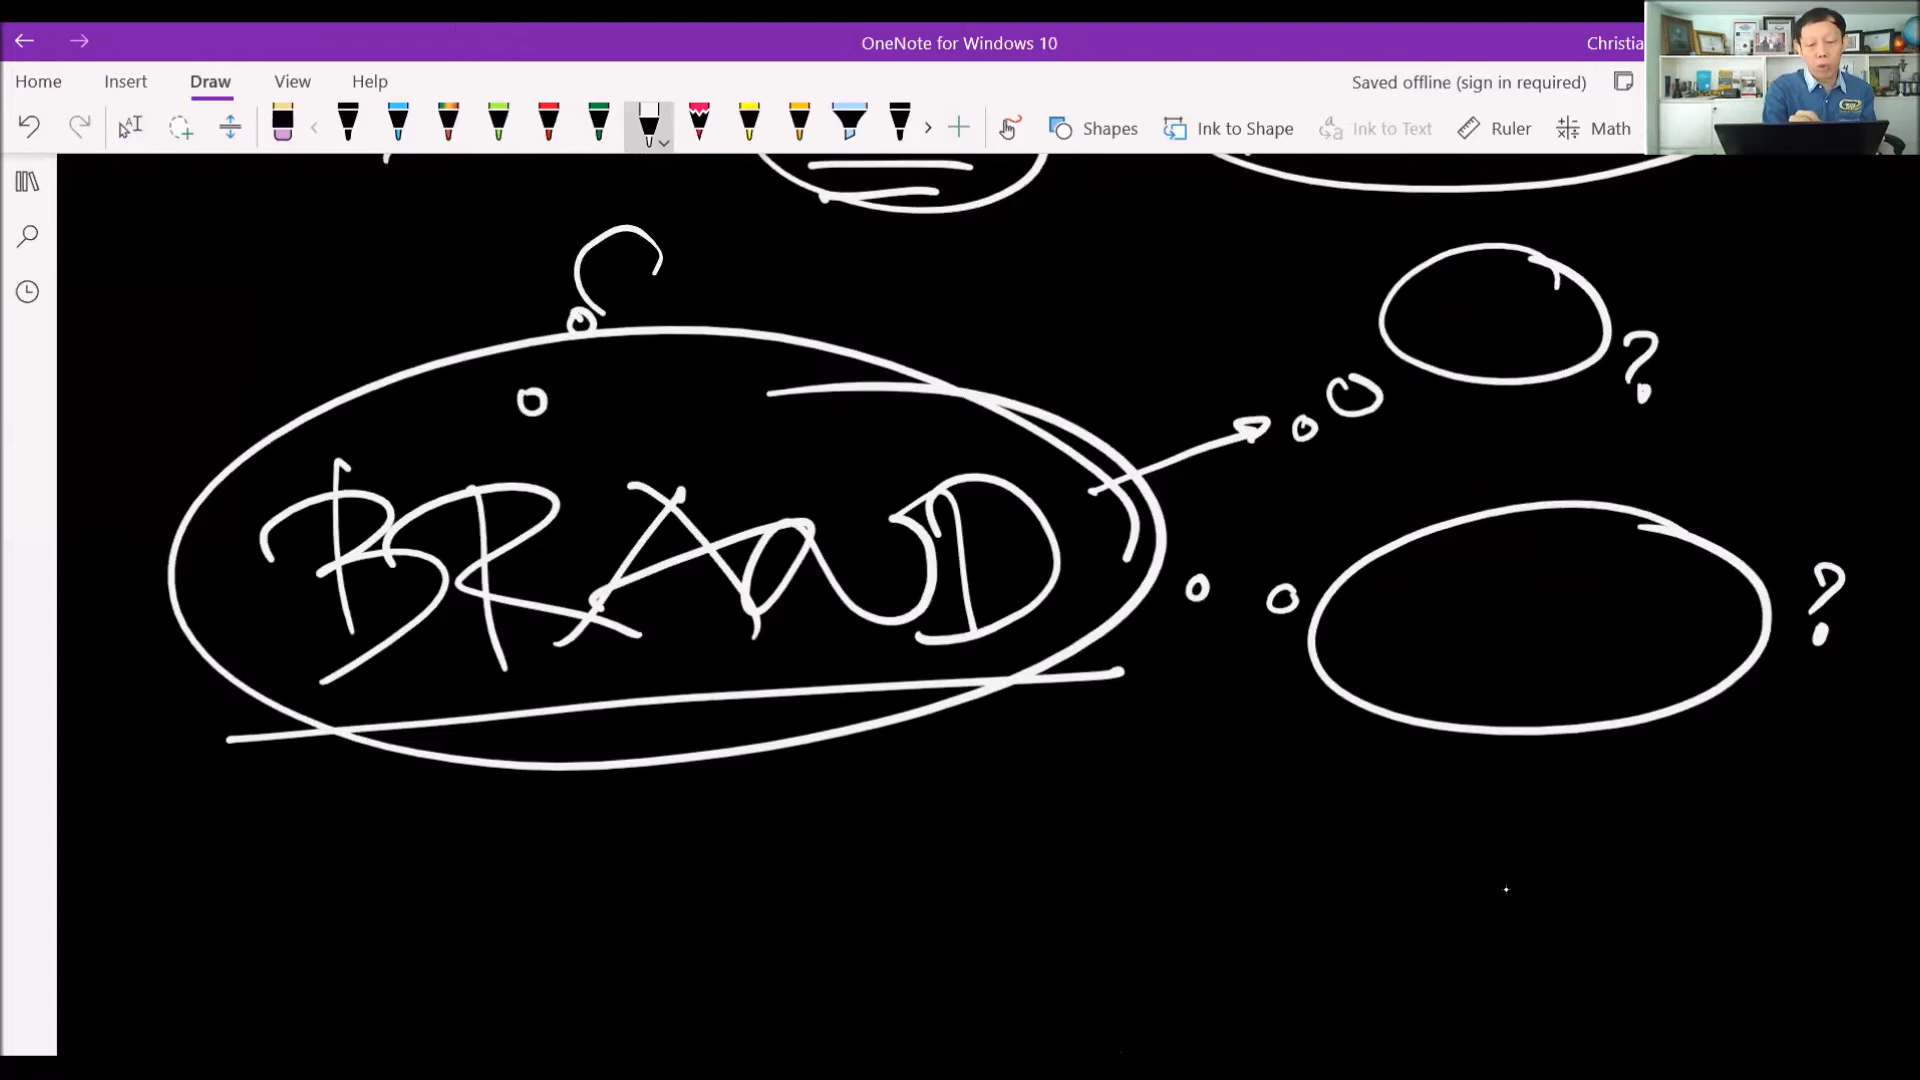 OneNote for Windows 10
Christia
Home Insert Draw View Help
Saved offline (sign in required)
Shapes Ink to Shape Ink to Text Ruler Math
?
BRAND
?